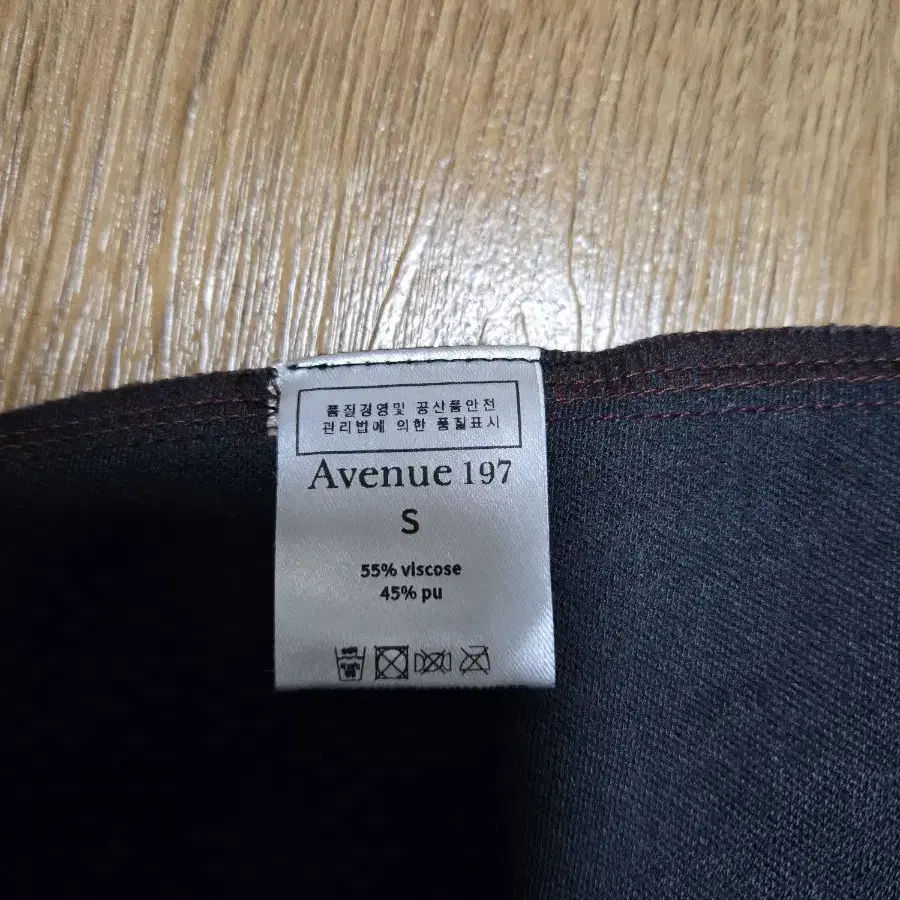 품질경영및 공산품안전
관리법에 의한 품질표시
Avenue 197
S
55% viscose
45% pu